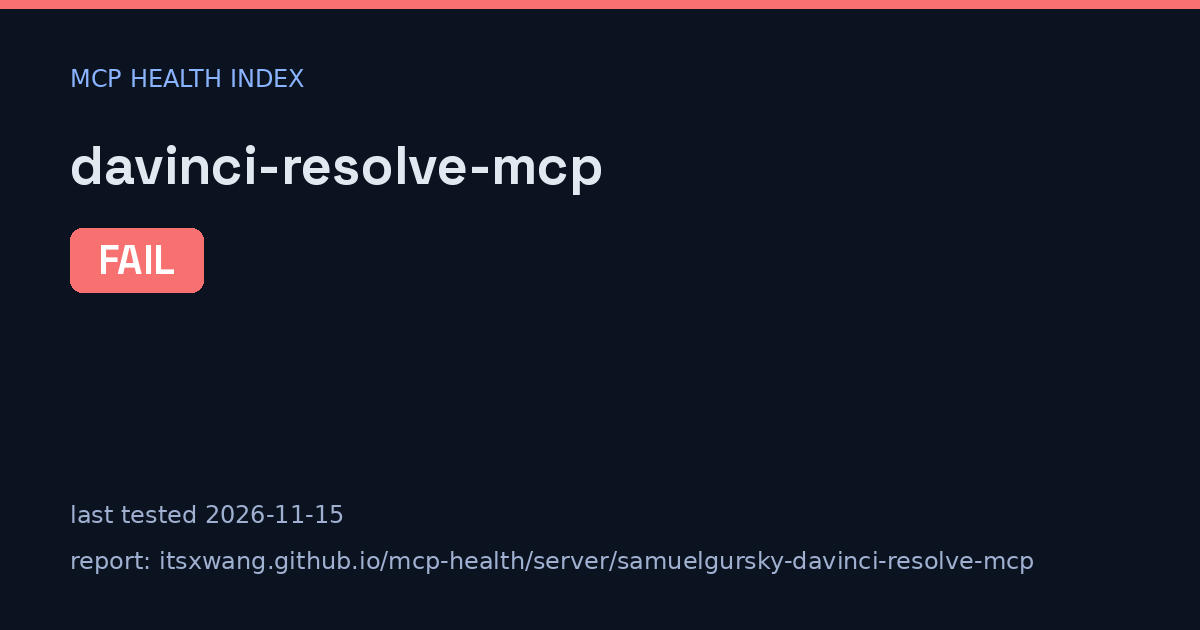 MCP HEALTH INDEX
davinci-resolve-mcp
FAIL
last tested 2026-11-15
report: itsxwang.github.io/mcp-health/server/samuelgursky-davinci-resolve-mcp